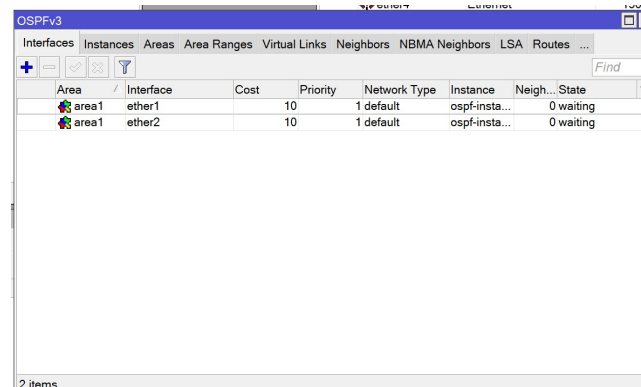 ether4 Ethernet
OSPFv3
Interfaces Instances Areas Area Ranges Virtual Links Neighbors NBMA Neighbors LSA Routes ...
Find
Area Interface Cost Priority Network Type Instance Neigh... State
area1 ether1 10 1 default ospf-insta... 0 waiting
area1 ether2 10 1 default ospf-insta... 0 waiting
2 items